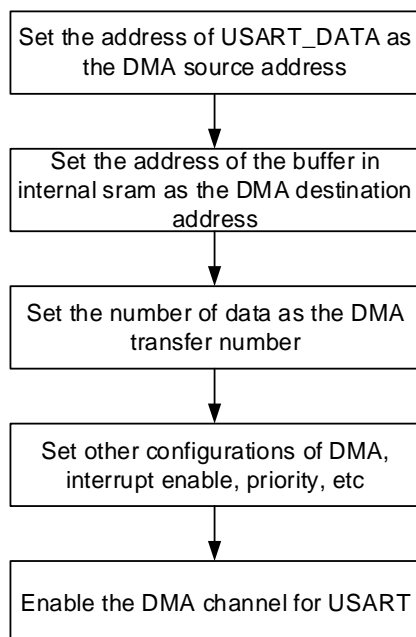 Set the address of USART_DATA as
the DMA source address
Set the address of the buffer in
internal sram as the DMA destination
address
Set the number of data as the DMA
transfer number
Set other configurations of DMA,
interrupt enable, priority, etc
Enable the DMA channel for USART